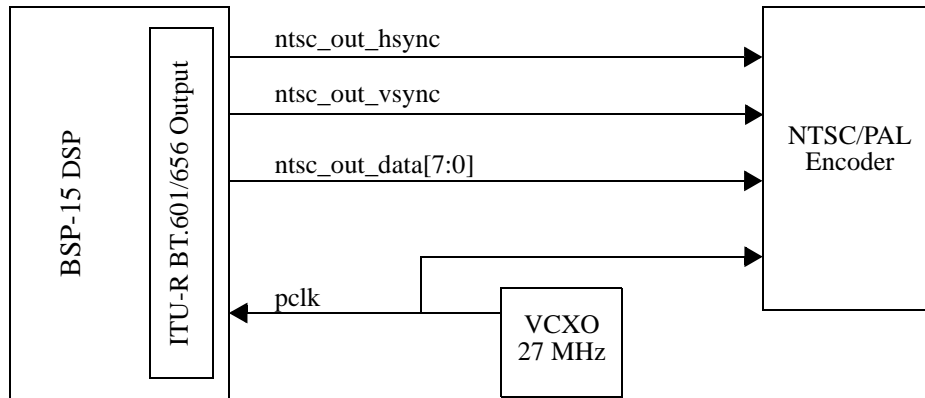 BSP-15 DSP
ITU-R BT.601/656 Output
ntsc_out_hsync
ntsc_out_vsync
ntsc_out_data[7:0]
pclk
VCXO
27 MHz
NTSC/PAL
Encoder